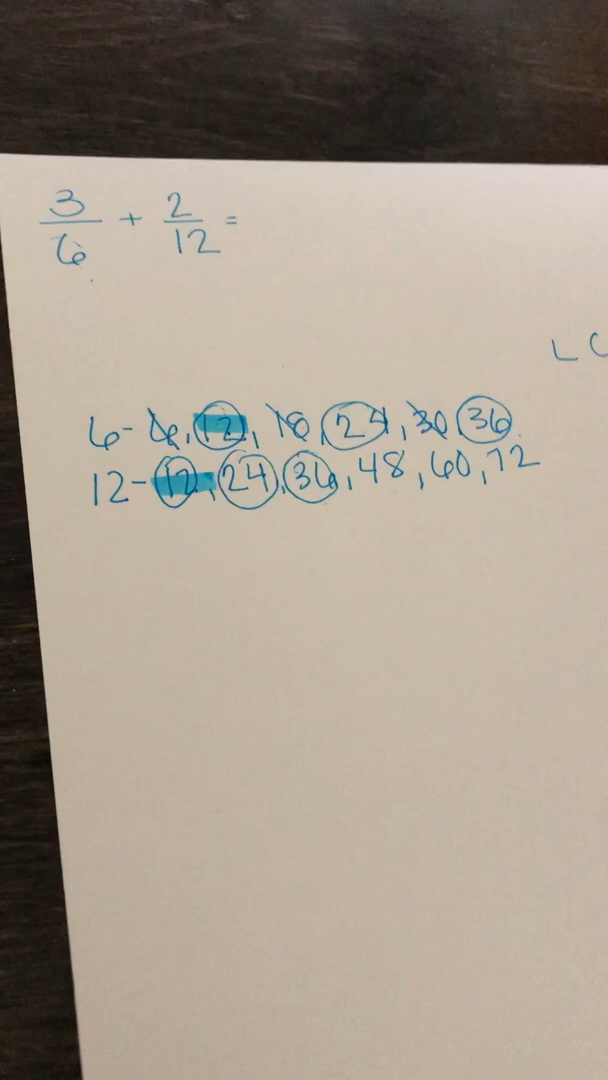 3/6 + 2/12 =
LC
6- 6, 12, 18, 24, 30 36
12- 12, 24, 36, 48, 60, 72